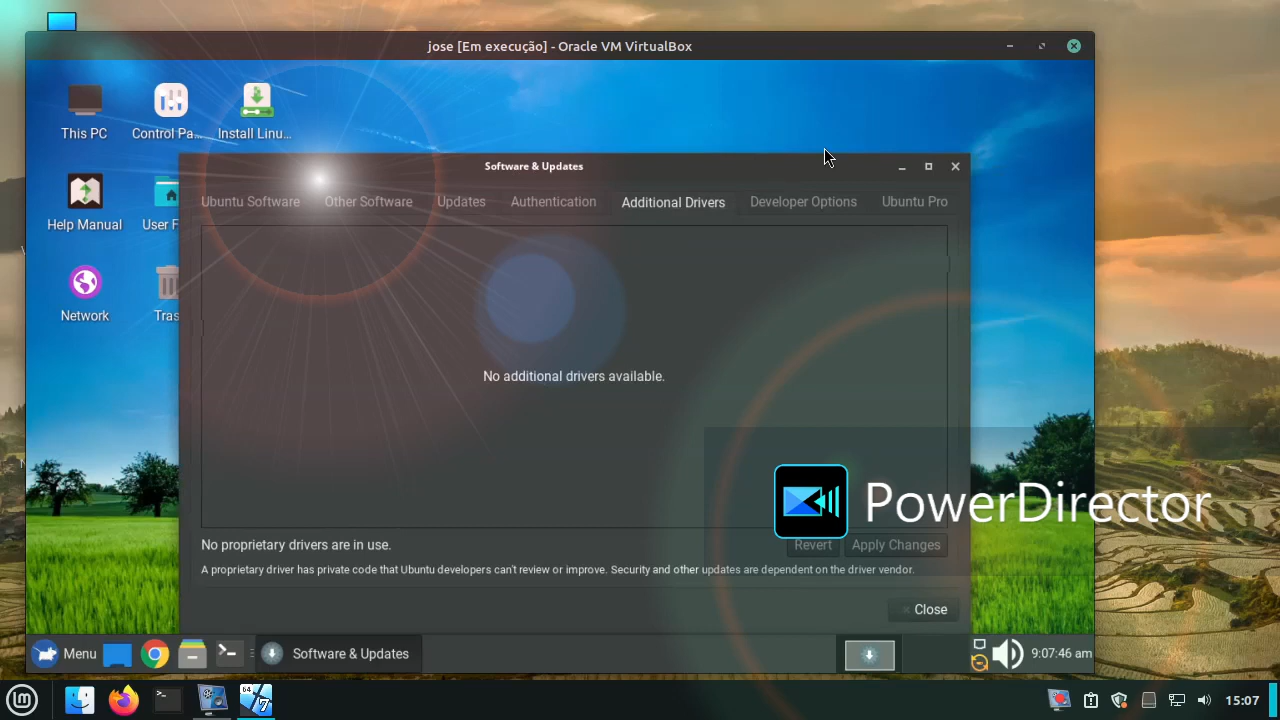 jose [Em execução] - Oracle VM VirtualBox
This PC
Control Pa...
Install Linu...
Software & Updates
Ubuntu Software
Other Software
Updates
Authentication
Additional Drivers
Developer Options
Ubuntu Pro
Help Manual
User F
Network
Tras
No additional drivers available.
PowerDirector
No proprietary drivers are in use.
Revert
Apply Changes
A proprietary driver has private code that Ubuntu developers can't review or improve. Security and other updates are dependent on the driver vendor.
Close
Menu
Software & Updates
9:07:46 am
64
7
15:07